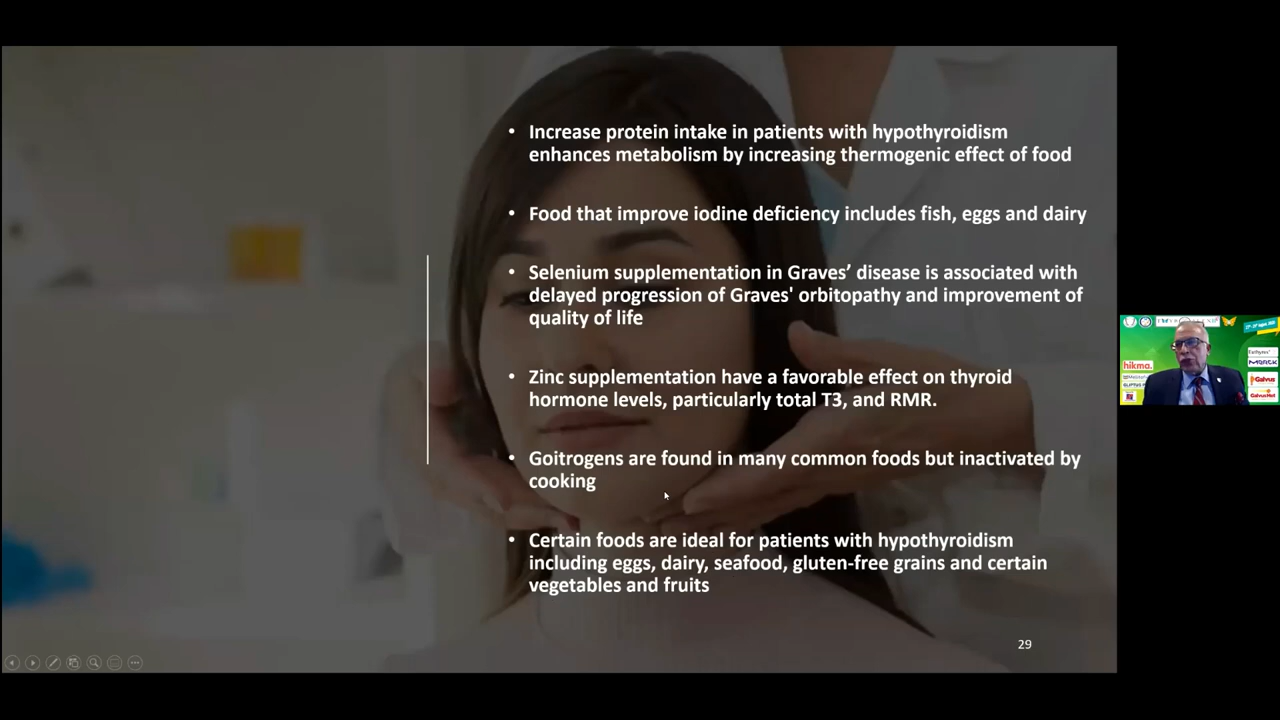 • Increase protein intake in patients with hypothyroidism
enhances metabolism by increasing thermogenic effect of food
• Food that improve iodine deficiency includes fish, eggs and dairy
• Selenium supplementation in Graves’ disease is associated with
delayed progression of Graves' orbitopathy and improvement of
quality of life
• Zinc supplementation have a favorable effect on thyroid
hormone levels, particularly total T3, and RMR.
• Goitrogens are found in many common foods but inactivated by
cooking
• Certain foods are ideal for patients with hypothyroidism
including eggs, dairy, seafood, gluten-free grains and certain
vegetables and fruits
29
hikma.
MERCK
Galvus
GalvusMet